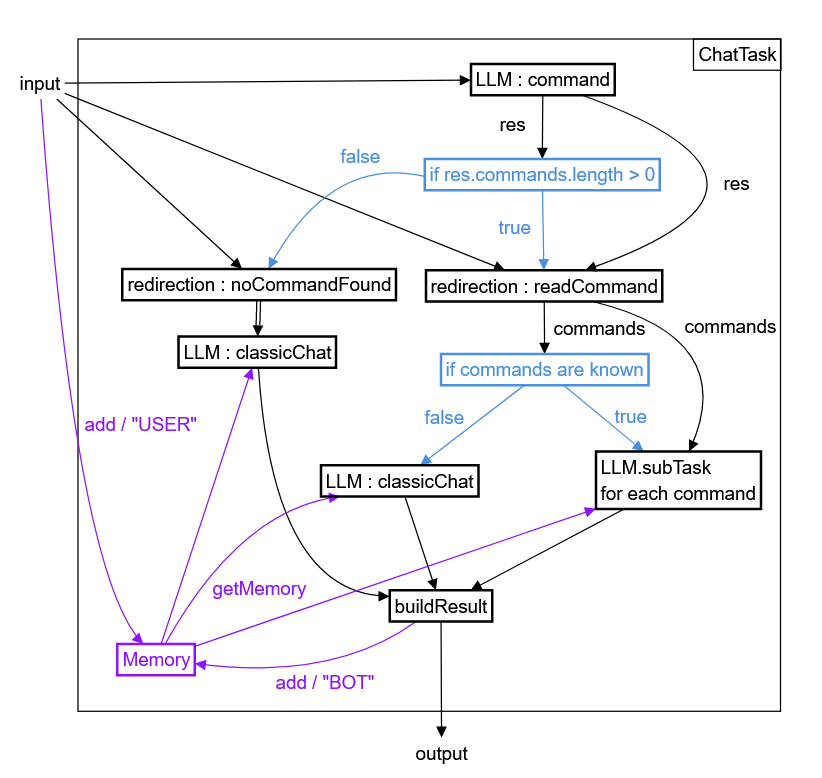 ChatTask
input
LLM : command
res
false
if res.commands.length > 0
res
true
redirection : noCommandFound
redirection : readCommand
commands
commands
LLM : classicChat
if commands are known
add / "USER"
false
true
LLM : classicChat
LLM.subTask
for each command
getMemory
buildResult
Memory
add / "BOT"
output